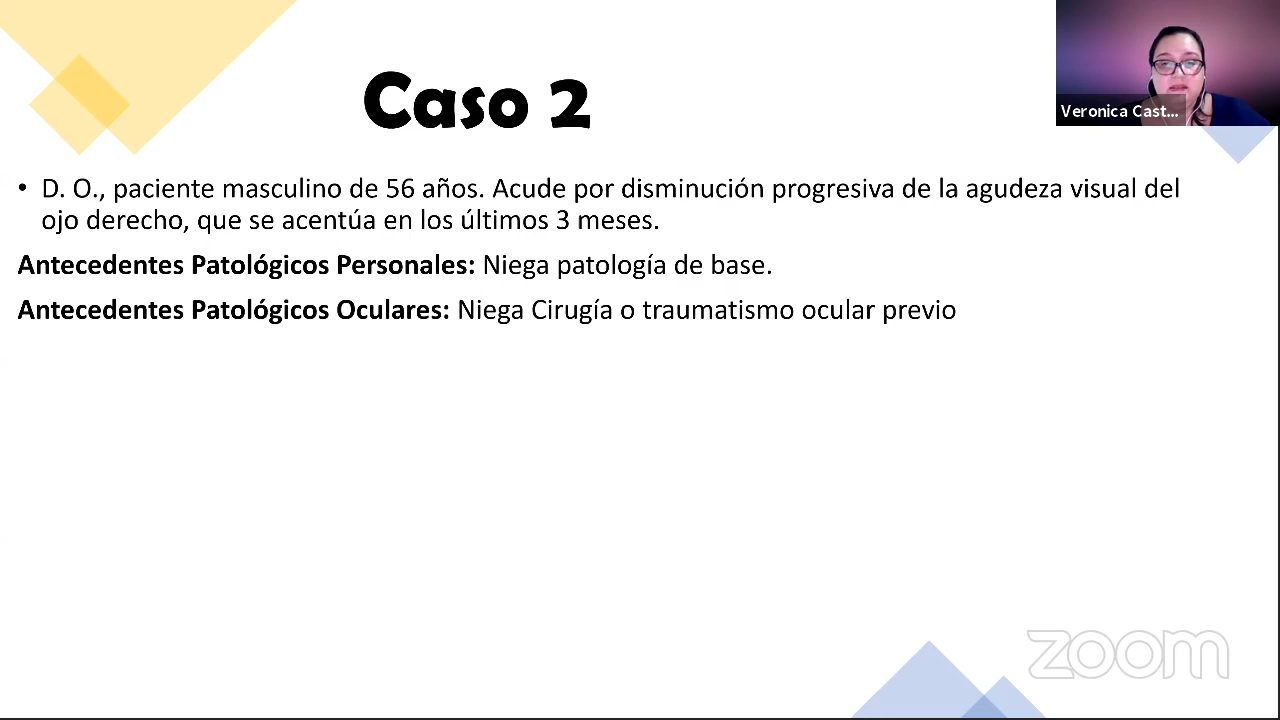 Caso 2
Veronica Cast...
• D. O., paciente masculino de 56 años. Acude por disminución progresiva de la agudeza visual del
ojo derecho, que se acentúa en los últimos 3 meses.
Antecedentes Patológicos Personales: Niega patología de base.
Antecedentes Patológicos Oculares: Niega Cirugía o traumatismo ocular previo
zoom